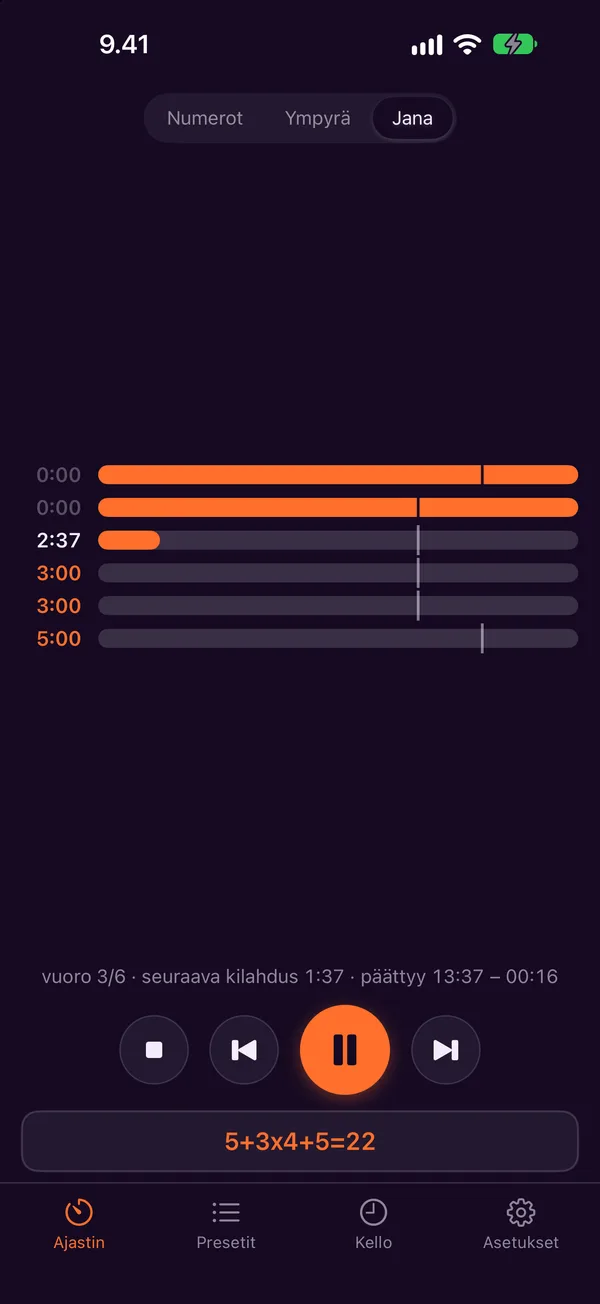 9.41
Numerot Ympyrä Jana
0:00
0:00
2:37
3:00
3:00
5:00
vuoro 3/6 · seuraava kilahdus 1:37 · päättyy 13:37 – 00:16
5+3x4+5=22
Ajastin Presetit Kello Asetukset